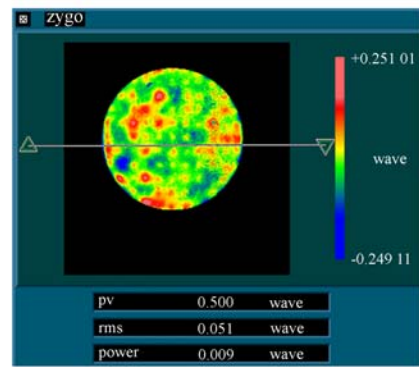 zygo
+0.251 01
wave
-0.249 11
pv 0.500 wave
rms 0.051 wave
power 0.009 wave